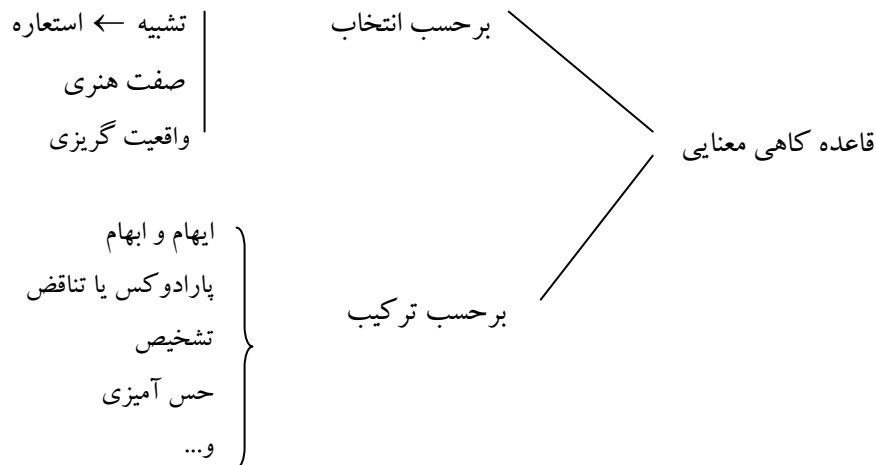 قاعده کاهی معنایی
برحسب انتخاب
تشبیه ← استعاره
صفت هنری
واقعیت گریزی
برحسب ترکیب
ایهام و ابهام
پارادوکس یا تناقض
تشخیص
حس آمیزی
و...